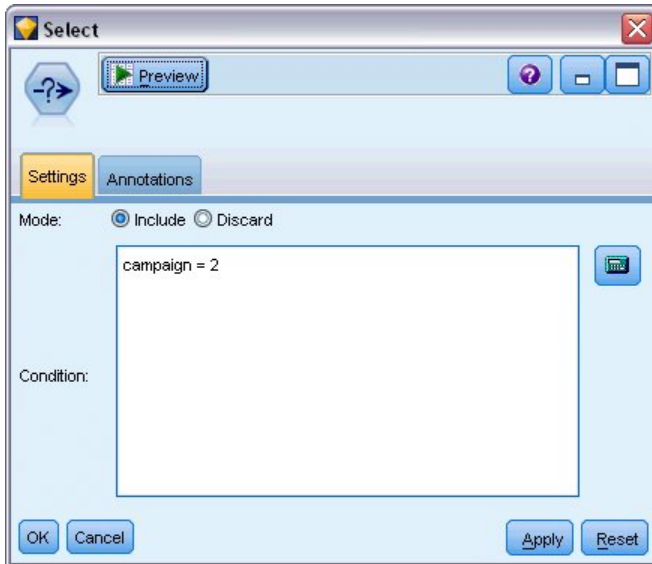 Select
Preview
Settings Annotations
Mode: Include Discard
campaign = 2
Condition:
OK Cancel Apply Reset